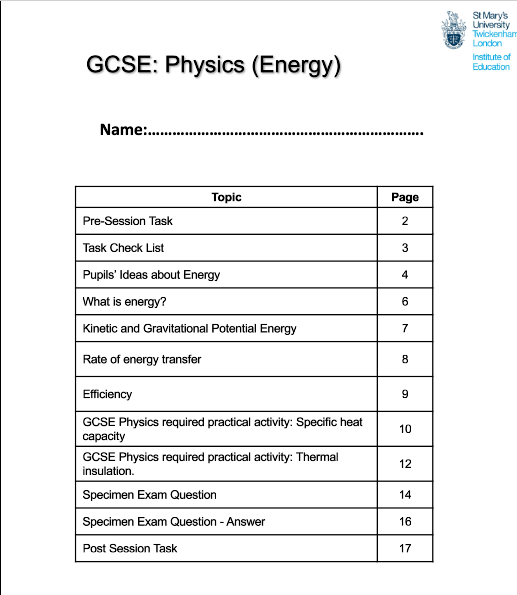 St Mary's
University
Twickenham
London
Institute of
Education
GCSE: Physics (Energy)
Name:……………………………………………………………
Topic Page
Pre-Session Task 2
Task Check List 3
Pupils' Ideas about Energy 4
What is energy? 6
Kinetic and Gravitational Potential Energy 7
Rate of energy transfer 8
Efficiency 9
GCSE Physics required practical activity: Specific heat
capacity 10
GCSE Physics required practical activity: Thermal
insulation. 12
Specimen Exam Question 14
Specimen Exam Question - Answer 16
Post Session Task 17